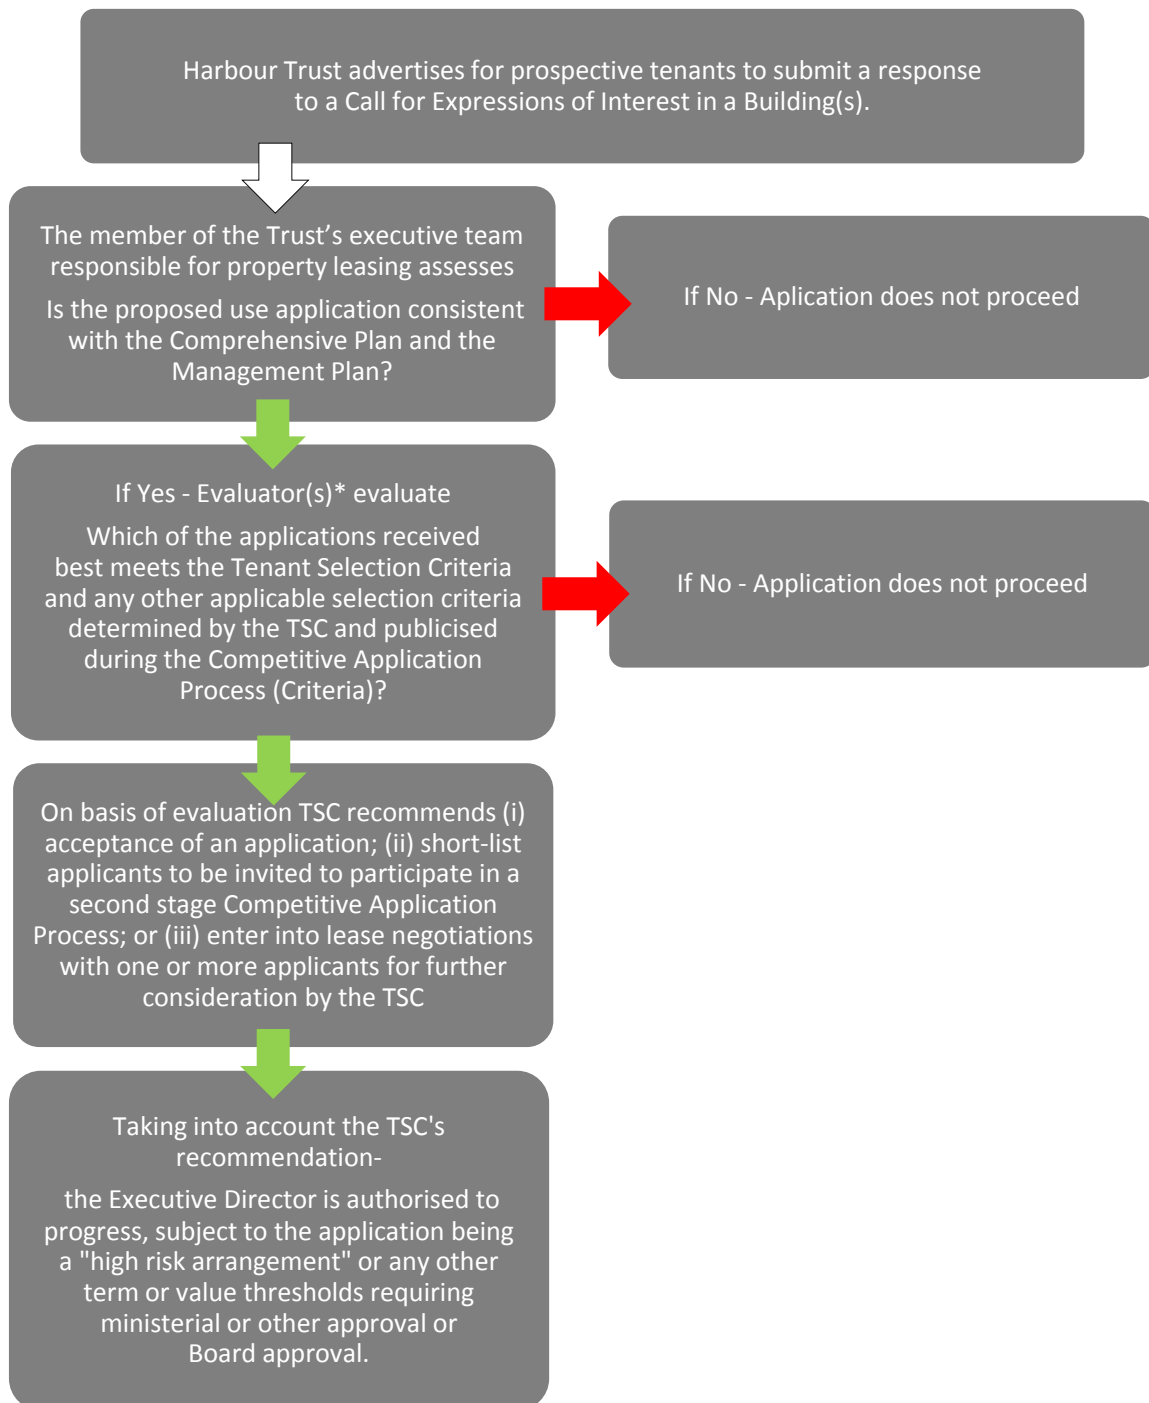 Harbour Trust advertises for prospective tenants to submit a response
to a Call for Expressions of Interest in a Building(s).
The member of the Trust’s executive team
responsible for property leasing assesses
Is the proposed use application consistent
with the Comprehensive Plan and the
Management Plan?
If No - Aplication does not proceed
If Yes - Evaluator(s)* evaluate
Which of the applications received
best meets the Tenant Selection Criteria
and any other applicable selection criteria
determined by the TSC and publicised
during the Competitive Application
Process (Criteria)?
If No - Application does not proceed
On basis of evaluation TSC recommends (i)
acceptance of an application; (ii) short-list
applicants to be invited to participate in a
second stage Competitive Application
Process; or (iii) enter into lease negotiations
with one or more applicants for further
consideration by the TSC
Taking into account the TSC's
recommendation-
the Executive Director is authorised to
progress, subject to the application being
a "high risk arrangement" or any other
term or value thresholds requiring
ministerial or other approval or
Board approval.